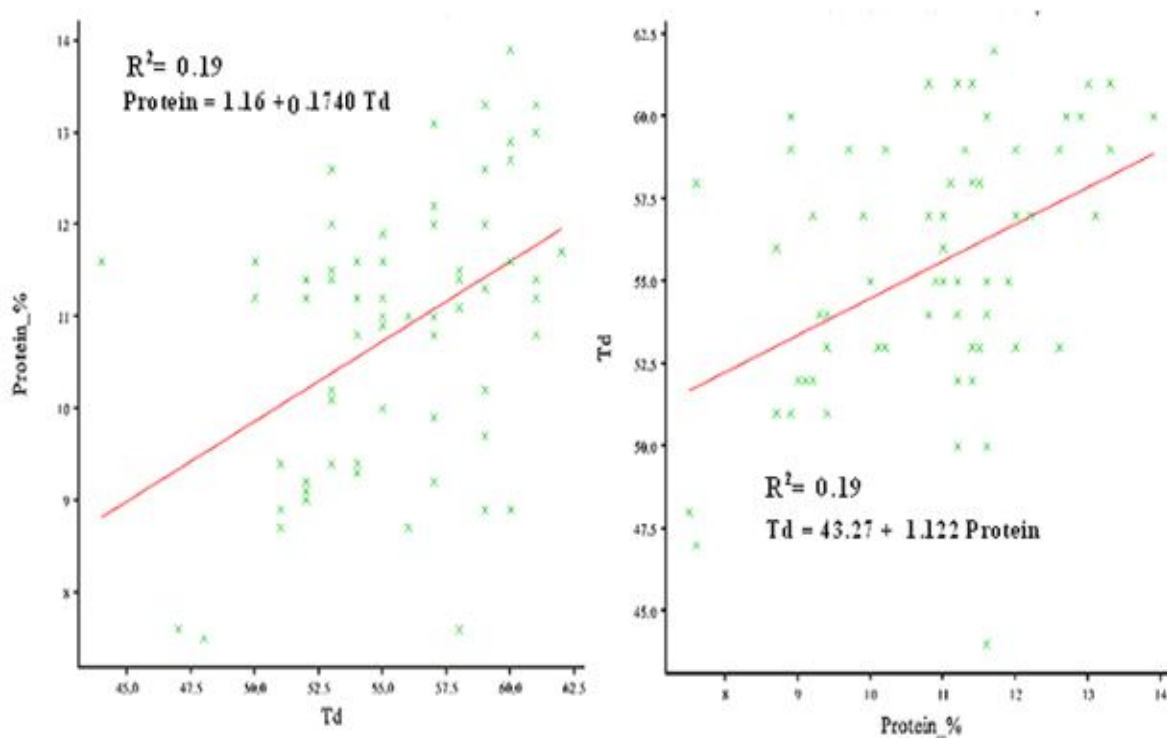 R²= 0.19
Protein = 1.16 +0.1740 Td
Protein_%
14
13
12
11
10
9
8
45.0 47.5 50.0 52.5 55.0 57.5 60.0 62.5
Td
62.5
60.0
57.5
55.0
52.5
50.0
47.5
45.0
Td
R²= 0.19
Td = 43.27 + 1.122 Protein
8 9 10 11 12 13 14
Protein_%